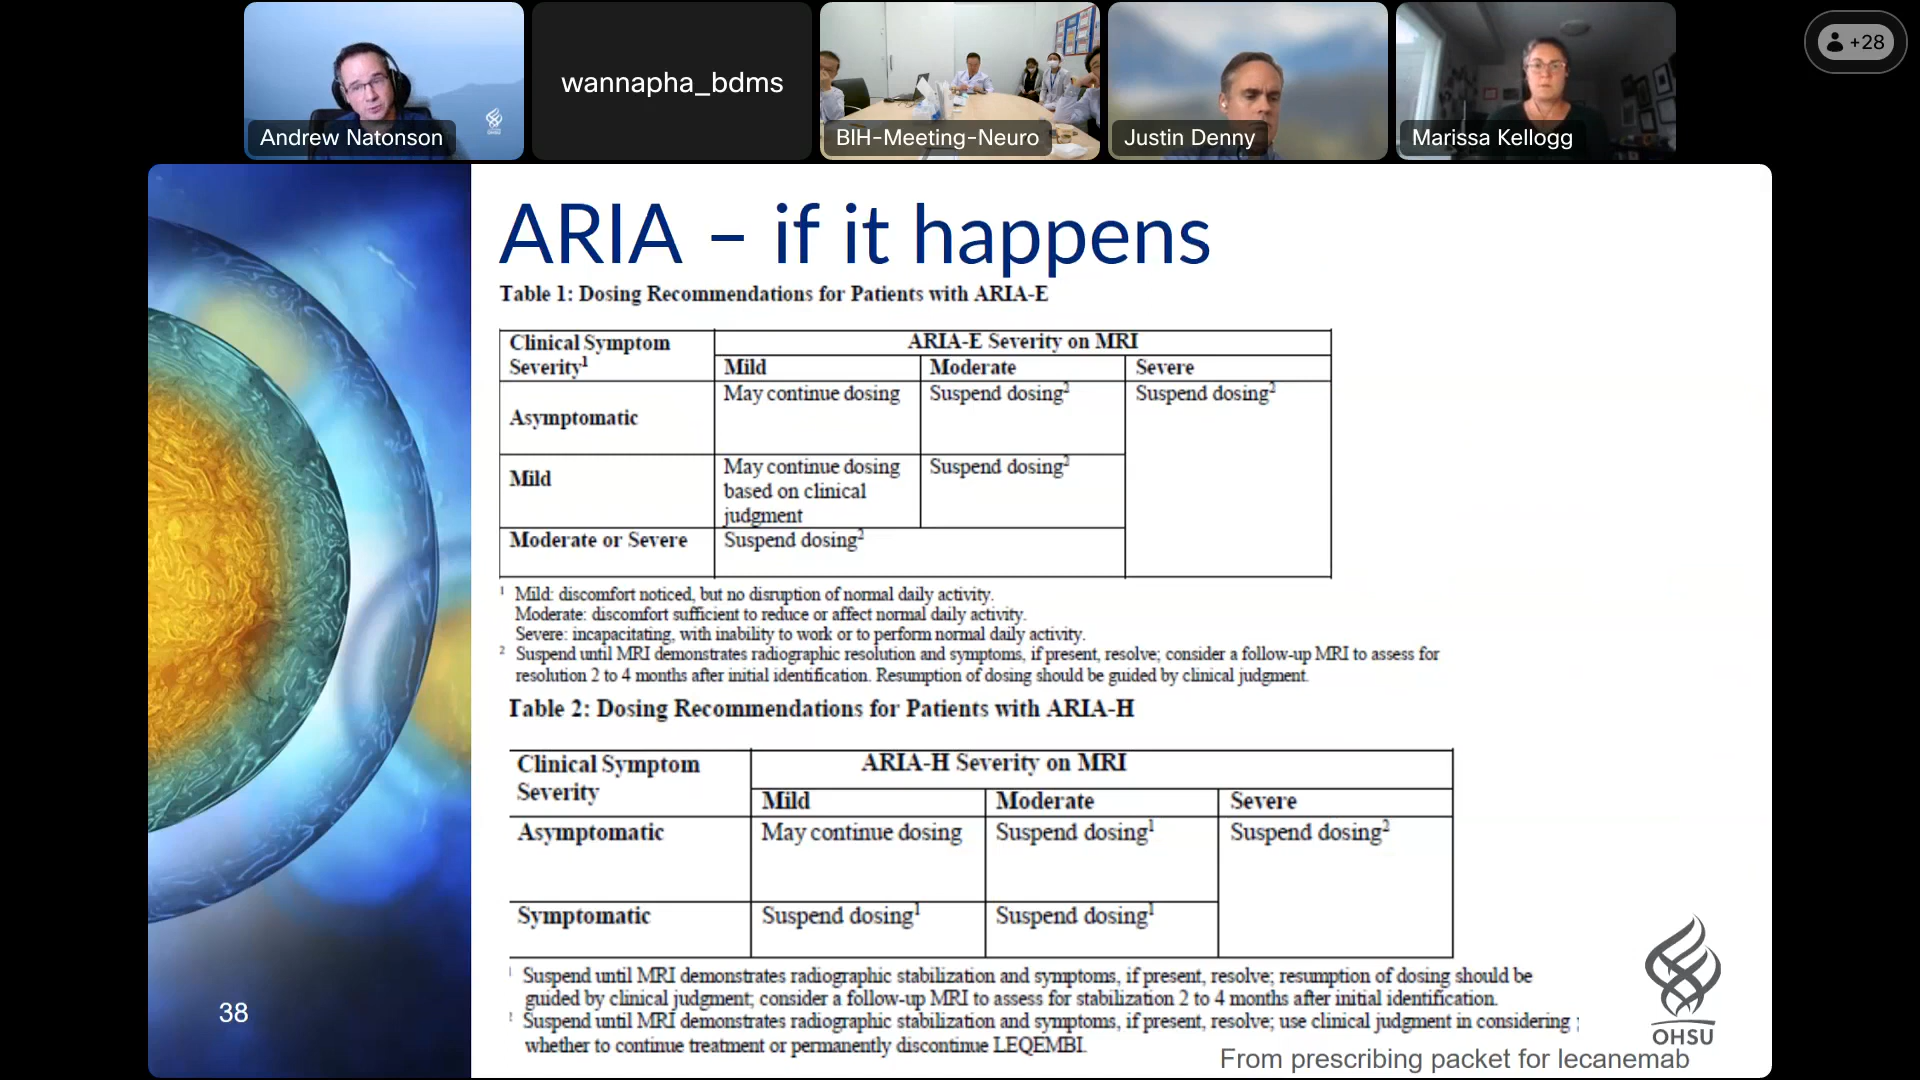 +28
Andrew Natonson
wannapha_bdms
BIH-Meeting-Neuro
Justin Denny
Marissa Kellogg
ARIA – if it happens
Table 1: Dosing Recommendations for Patients with ARIA-E
Clinical Symptom
Severity¹
ARIA-E Severity on MRI
Mild
Moderate
Severe
Asymptomatic
May continue dosing
Suspend dosing²
Suspend dosing²
Mild
May continue dosing
based on clinical
judgment
Suspend dosing²
Moderate or Severe
Suspend dosing²
¹ Mild: discomfort noticed, but no disruption of normal daily activity.
Moderate: discomfort sufficient to reduce or affect normal daily activity.
Severe: incapacitating, with inability to work or to perform normal daily activity.
² Suspend until MRI demonstrates radiographic resolution and symptoms, if present, resolve; consider a follow-up MRI to assess for
resolution 2 to 4 months after initial identification. Resumption of dosing should be guided by clinical judgment.
Table 2: Dosing Recommendations for Patients with ARIA-H
Clinical Symptom
Severity
ARIA-H Severity on MRI
Mild
Moderate
Severe
Asymptomatic
May continue dosing
Suspend dosing¹
Suspend dosing²
Symptomatic
Suspend dosing¹
Suspend dosing¹
¹ Suspend until MRI demonstrates radiographic stabilization and symptoms, if present, resolve; resumption of dosing should be
guided by clinical judgment; consider a follow-up MRI to assess for stabilization 2 to 4 months after initial identification.
² Suspend until MRI demonstrates radiographic stabilization and symptoms, if present, resolve; use clinical judgment in considering
whether to continue treatment or permanently discontinue LEQEMBI.
38
OHSU
From prescribing packet for lecanemab